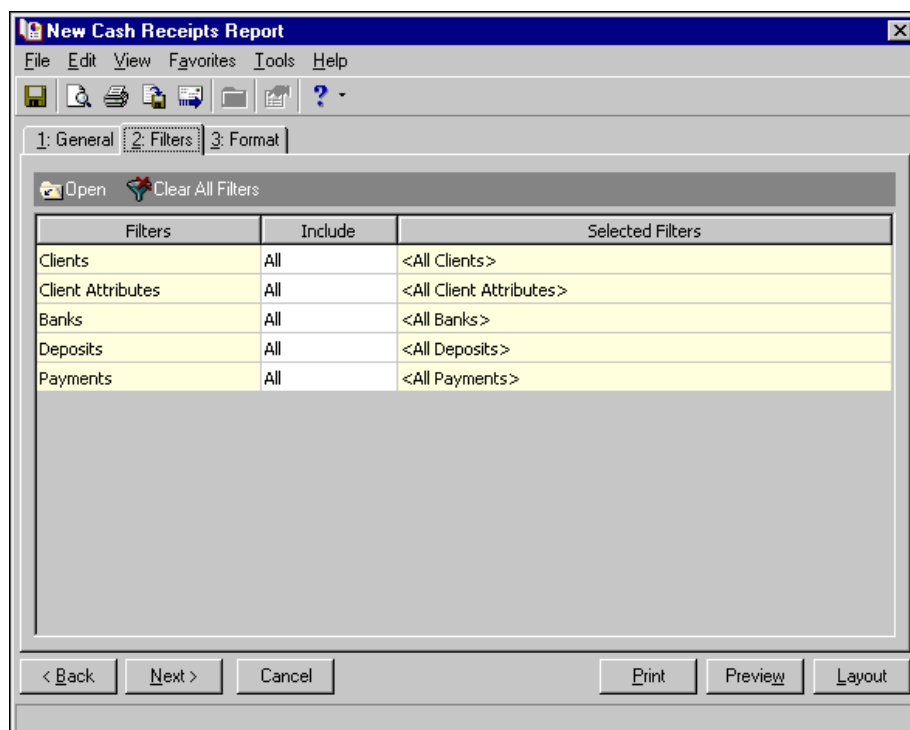 New Cash Receipts Report
File Edit View Favorites Tools Help
?
1: General 2: Filters 3: Format
Open Clear All Filters
Filters Include Selected Filters
Clients All <All Clients>
Client Attributes All <All Client Attributes>
Banks All <All Banks>
Deposits All <All Deposits>
Payments All <All Payments>
< Back Next > Cancel Print Preview Layout